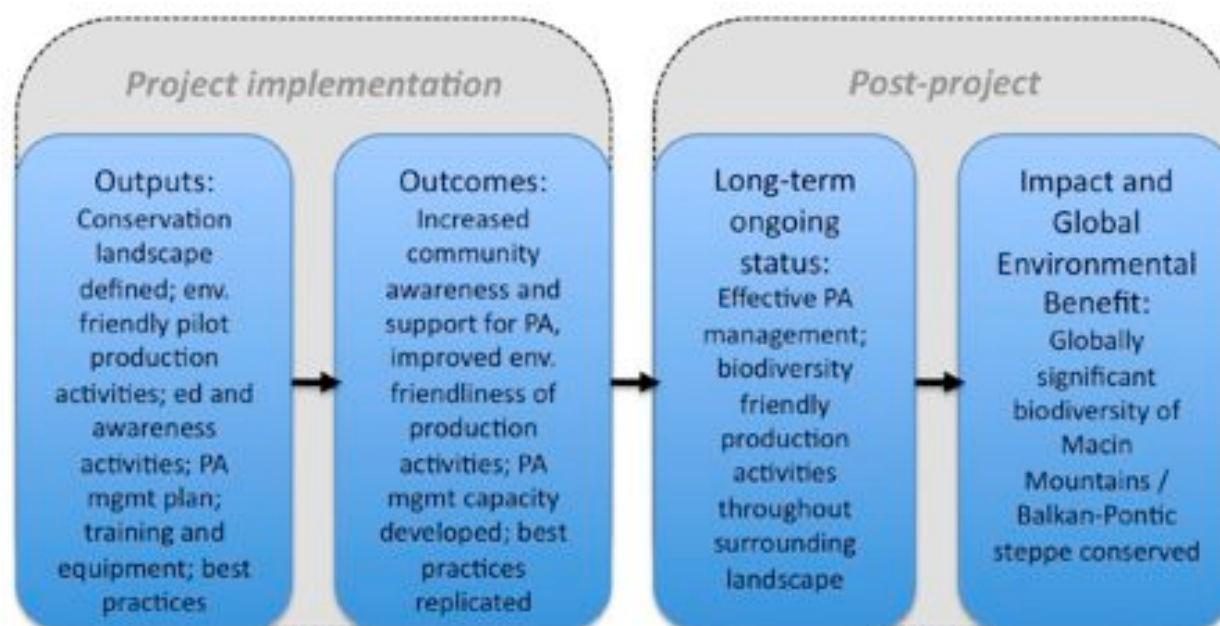 Project implementation
Outputs:
Conservation
landscape
defined; env.
friendly pilot
production
activities; ed and
awareness
activities; PA
mgmt plan;
training and
equipment; best
practices
Outcomes:
Increased
community
awareness and
support for PA,
improved env.
friendliness of
production
activities; PA
mgmt capacity
developed; best
practices
replicated
Post-project
Long-term
ongoing
status:
Effective PA
management;
biodiversity
friendly
production
activities
throughout
surrounding
landscape
Impact and
Global
Environmental
Benefit:
Globally
significant
biodiversity of
Macin
Mountains /
Balkan-Pontic
steppe conserved